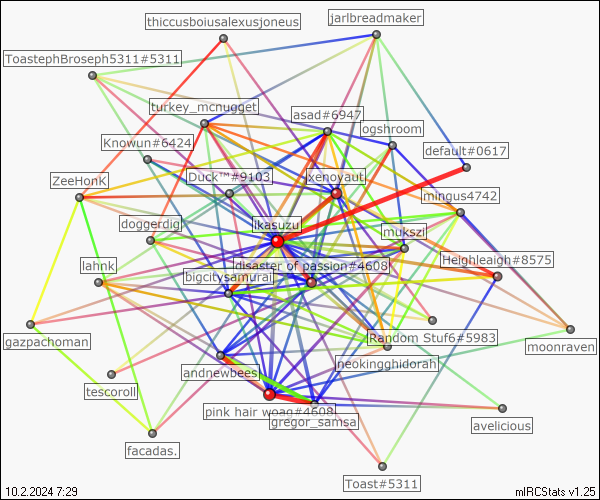 thiccusboiusalexusjoneus
jarlbreadmaker
ToastephBroseph5311#5311
turkey_mcnugget
asad#6947
ogshroom
Knowun#6424
default#0617
Duck™#9103
xenoyauti
ZeeHonk
mingus4742
doggerdig
ikasuzu
mukszi
lahnk
disaster of passion#4608
Heighleaigh#8575
bigcitysamurai
gazpachoman
Random Stuf6#5983
moonraven
neokingghidorah
tescoroll
andnewbees
pink hair woag#4608
gregor_samsa
avelicious
facadas.
Toast#5311
10.2.2024 7:29
mIRCStats v1.25